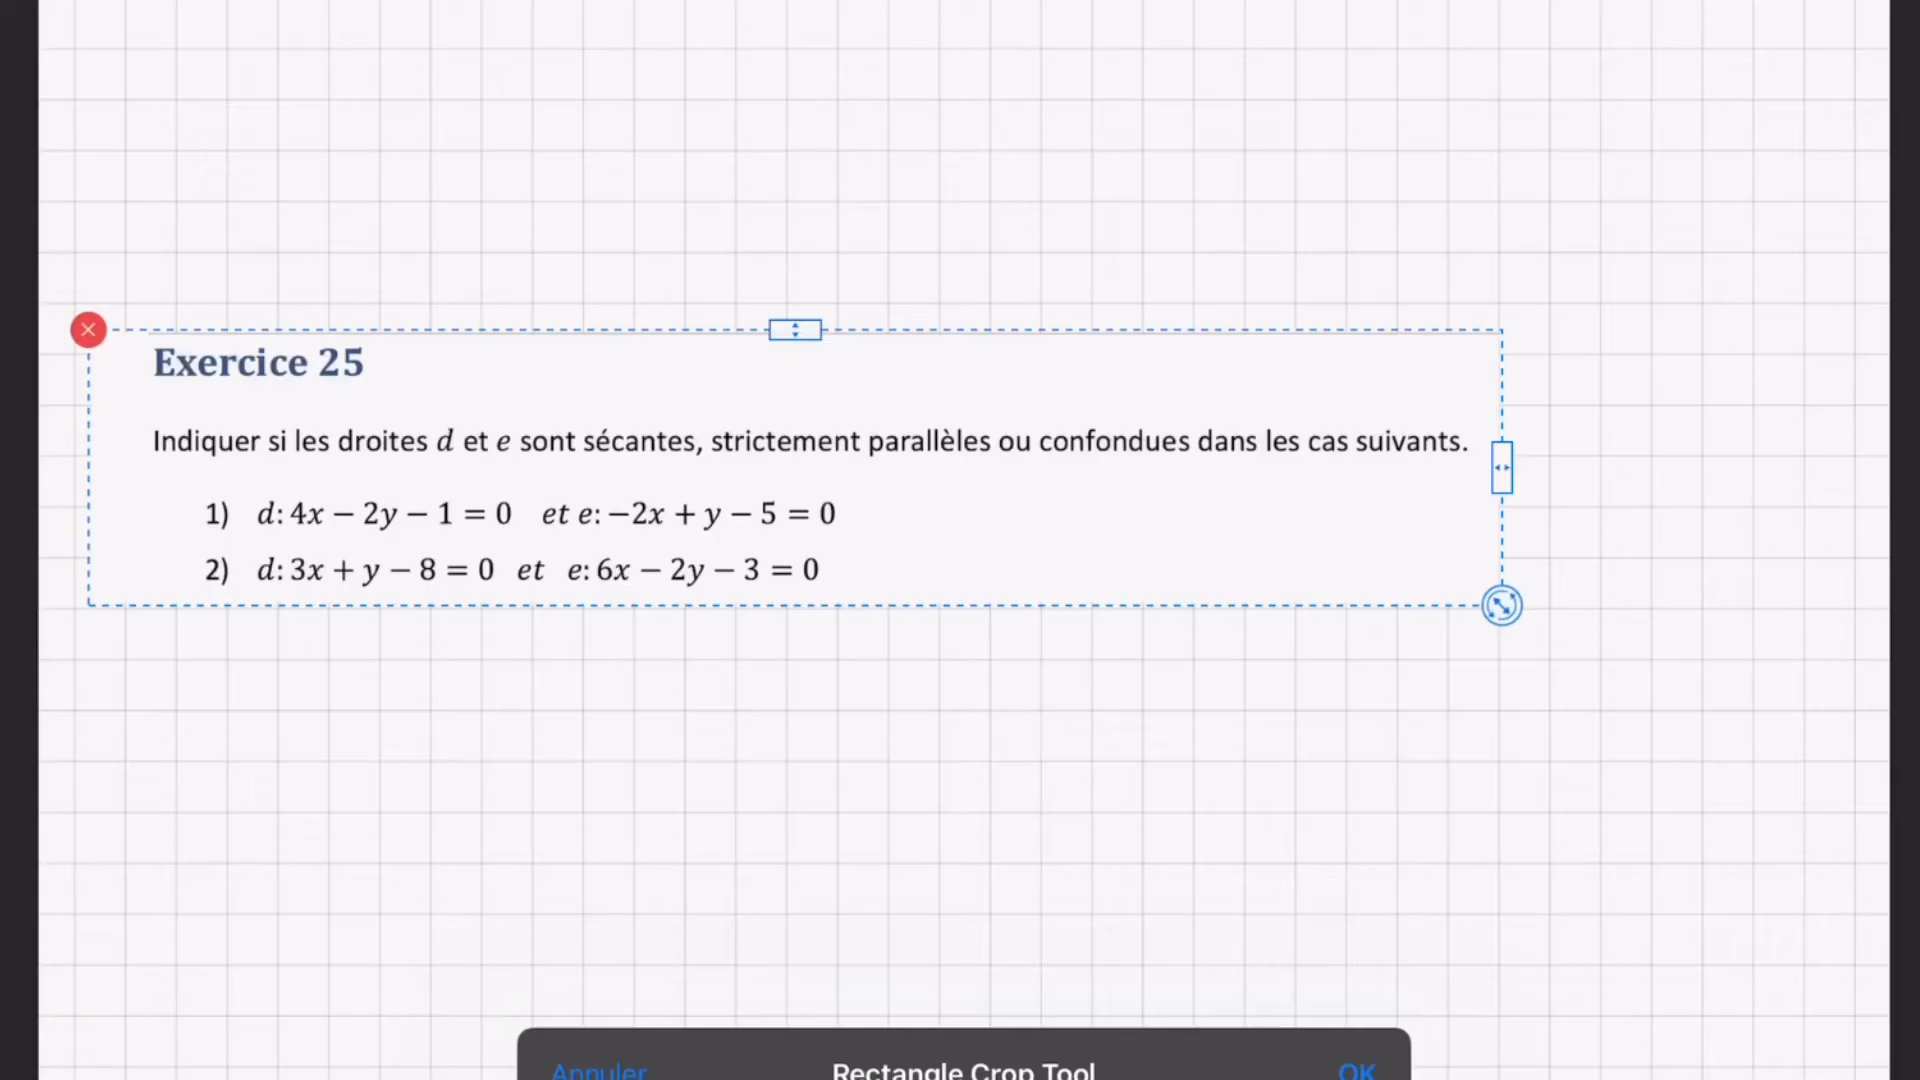 Exercice 25
Indiquer si les droites d et e sont sécantes, strictement parallèles ou confondues dans les cas suivants.
1) d: 4x − 2y − 1 = 0 et e: −2x + y − 5 = 0
2) d: 3x + y − 8 = 0 et e: 6x − 2y − 3 = 0
Annuler Rectangle Crop Tool OK